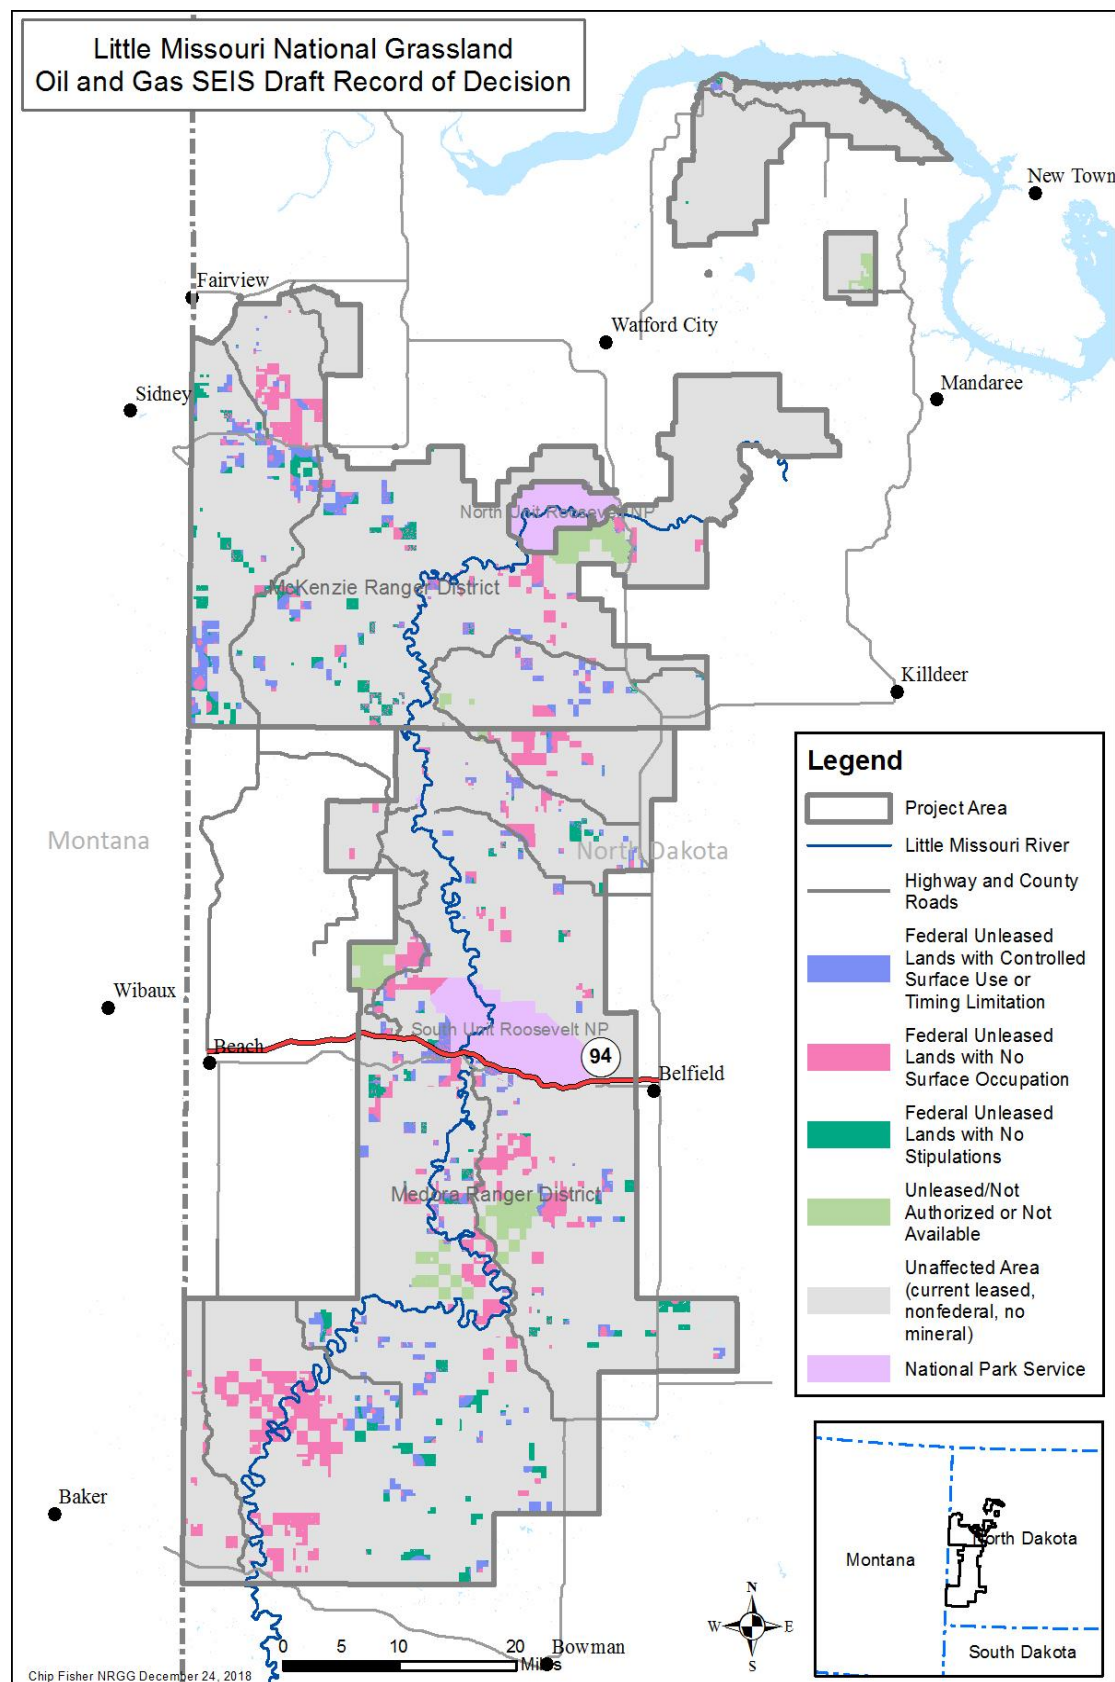 Little Missouri National Grassland
Oil and Gas SEIS Draft Record of Decision
New Town
Fairview
Watford City
Sidney
Mandaree
North Unit Roosevelt NP
McKenzie Ranger District
Killdeer
Montana
North Dakota
Wibaux
South Unit Roosevelt NP
Beach
94
Belfield
Medora Ranger District
Baker
Bowman
Legend
Project Area
Little Missouri River
Highway and County
Roads
Federal Unleased
Lands with Controlled
Surface Use or
Timing Limitation
Federal Unleased
Lands with No
Surface Occupation
Federal Unleased
Lands with No
Stipulations
Unleased/Not
Authorized or Not
Available
Unaffected Area
(current leased,
nonfederal, no
mineral)
National Park Service
Montana
North Dakota
South Dakota
N
W E
S
0 5 10 20
Miles
Chip Fisher NRGG December 24, 2018